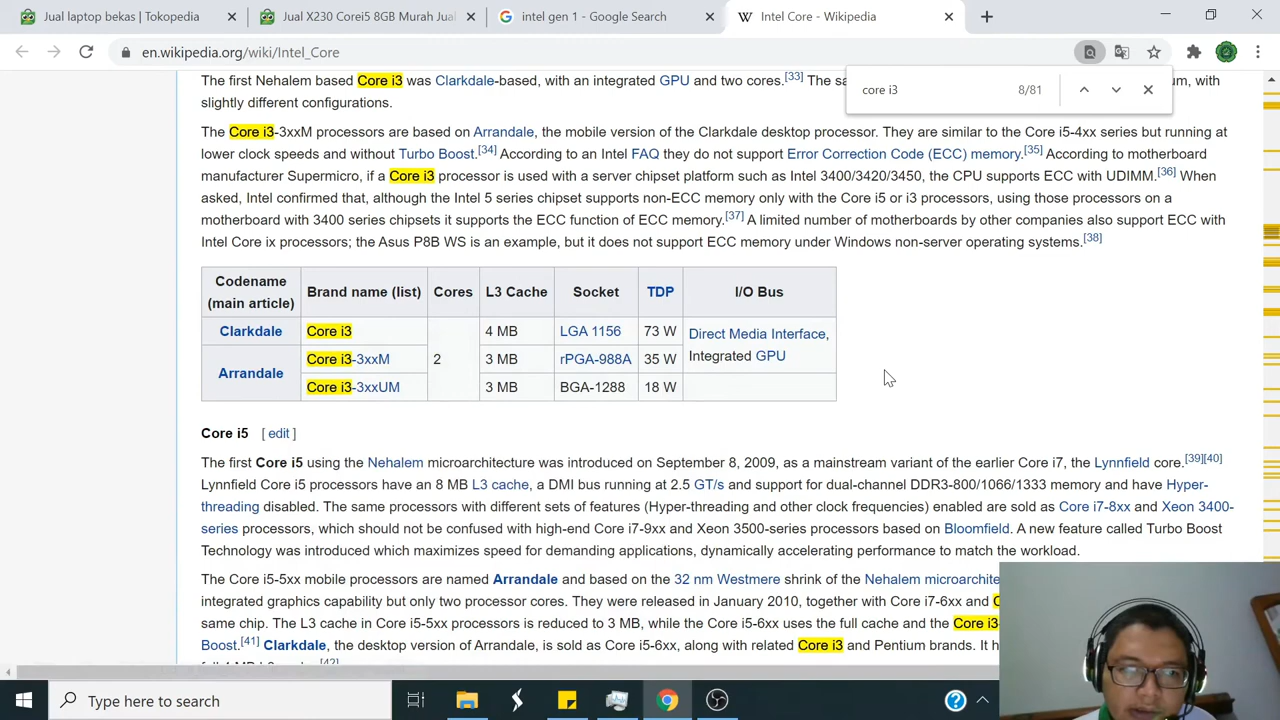 Jual laptop bekas | Tokopedia
Jual X230 Corei5 8GB Murah Jual
intel gen 1 - Google Search
Intel Core - Wikipedia
en.wikipedia.org/wiki/Intel_Core
core i3 8/81
The first Nehalem based Core i3 was Clarkdale-based, with an integrated GPU and two cores.[33] The sa um, with
slightly different configurations.
The Core i3-3xxM processors are based on Arrandale, the mobile version of the Clarkdale desktop processor. They are similar to the Core i5-4xx series but running at
lower clock speeds and without Turbo Boost.[34] According to an Intel FAQ they do not support Error Correction Code (ECC) memory.[35] According to motherboard
manufacturer Supermicro, if a Core i3 processor is used with a server chipset platform such as Intel 3400/3420/3450, the CPU supports ECC with UDIMM.[36] When
asked, Intel confirmed that, although the Intel 5 series chipset supports non-ECC memory only with the Core i5 or i3 processors, using those processors on a
motherboard with 3400 series chipsets it supports the ECC function of ECC memory.[37] A limited number of motherboards by other companies also support ECC with
Intel Core ix processors; the Asus P8B WS is an example, but it does not support ECC memory under Windows non-server operating systems.[38]
Codename
(main article) Brand name (list) Cores L3 Cache Socket TDP I/O Bus
Clarkdale Core i3 4 MB LGA 1156 73 W Direct Media Interface,
Integrated GPU
Core i3-3xxM 2 3 MB rPGA-988A 35 W
Arrandale
Core i3-3xxUM 3 MB BGA-1288 18 W
Core i5 [ edit ]
The first Core i5 using the Nehalem microarchitecture was introduced on September 8, 2009, as a mainstream variant of the earlier Core i7, the Lynnfield core.[39][40]
Lynnfield Core i5 processors have an 8 MB L3 cache, a DMI bus running at 2.5 GT/s and support for dual-channel DDR3-800/1066/1333 memory and have Hyper-
threading disabled. The same processors with different sets of features (Hyper-threading and other clock frequencies) enabled are sold as Core i7-8xx and Xeon 3400-
series processors, which should not be confused with high-end Core i7-9xx and Xeon 3500-series processors based on Bloomfield. A new feature called Turbo Boost
Technology was introduced which maximizes speed for demanding applications, dynamically accelerating performance to match the workload.
The Core i5-5xx mobile processors are named Arrandale and based on the 32 nm Westmere shrink of the Nehalem microarchite
integrated graphics capability but only two processor cores. They were released in January 2010, together with Core i7-6xx and C
same chip. The L3 cache in Core i5-5xx processors is reduced to 3 MB, while the Core i5-6xx uses the full cache and the Core i3-
Boost.[41] Clarkdale, the desktop version of Arrandale, is sold as Core i5-6xx, along with related Core i3 and Pentium brands. It h
Type here to search